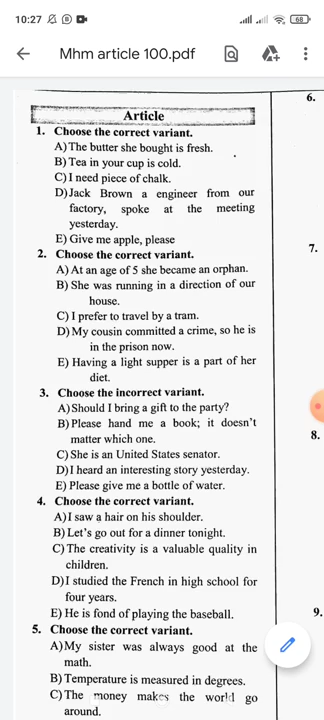 10:27
68
Mhm article 100.pdf
6.
Article
1. Choose the correct variant.
A) The butter she bought is fresh.
B) Tea in your cup is cold.
C) I need piece of chalk.
D) Jack Brown a engineer from our
factory, spoke at the meeting
yesterday.
E) Give me apple, please
2. Choose the correct variant.
7.
A) At an age of 5 she became an orphan.
B) She was running in a direction of our
house.
C) I prefer to travel by a tram.
D) My cousin committed a crime, so he is
in the prison now.
E) Having a light supper is a part of her
diet.
3. Choose the incorrect variant.
A) Should I bring a gift to the party?
B) Please hand me a book; it doesn't
matter which one.
8.
C) She is an United States senator.
D) I heard an interesting story yesterday.
E) Please give me a bottle of water.
4. Choose the correct variant.
A) I saw a hair on his shoulder.
B) Let's go out for a dinner tonight.
C) The creativity is a valuable quality in
children.
D) I studied the French in high school for
four years.
E) He is fond of playing the baseball.
9.
5. Choose the correct variant.
A) My sister was always good at the
math.
B) Temperature is measured in degrees.
C) The money makes the world go
around.